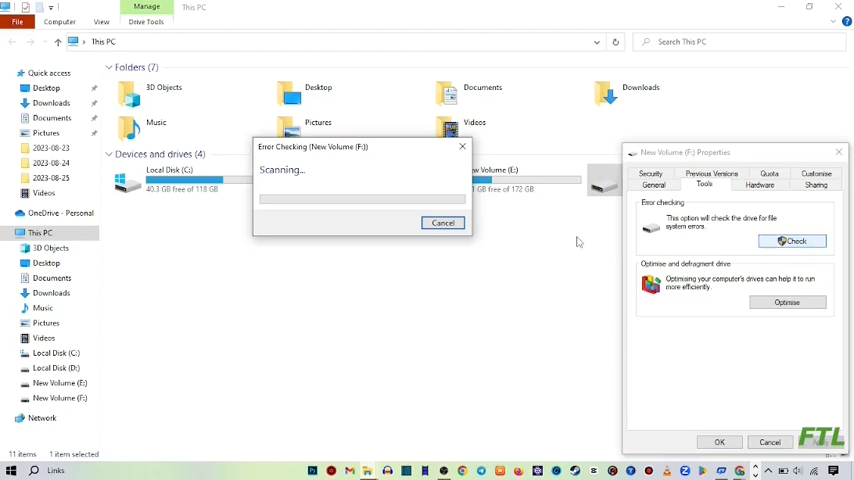 Manage
This PC
File
Computer
View
Drive Tools
This PC
Search This PC
Quick access
Desktop
Downloads
Documents
Pictures
2023-08-23
2023-08-24
2023-08-25
Videos
OneDrive - Personal
This PC
3D Objects
Desktop
Documents
Downloads
Music
Pictures
Videos
Local Disk (C:)
Local Disk (D:)
New Volume (E:)
New Volume (F:)
Network
Folders (7)
3D Objects
Desktop
Documents
Downloads
Music
Pictures
Videos
Devices and drives (4)
Local Disk (C:)
40.3 GB free of 118 GB
ew Volume (E:)
1 GB free of 172 GB
Error Checking (New Volume (F:))
Scanning...
Cancel
New Volume (F:) Properties
Security
Previous Versions
Quota
Customise
General
Tools
Hardware
Sharing
Error checking
This option will check the drive for file
system errors.
Check
Optimise and defragment drive
Optimising your computer's drives can help it to run
more efficiently.
Optimise
OK
Cancel
FTL
11 items
1 item selected
Links